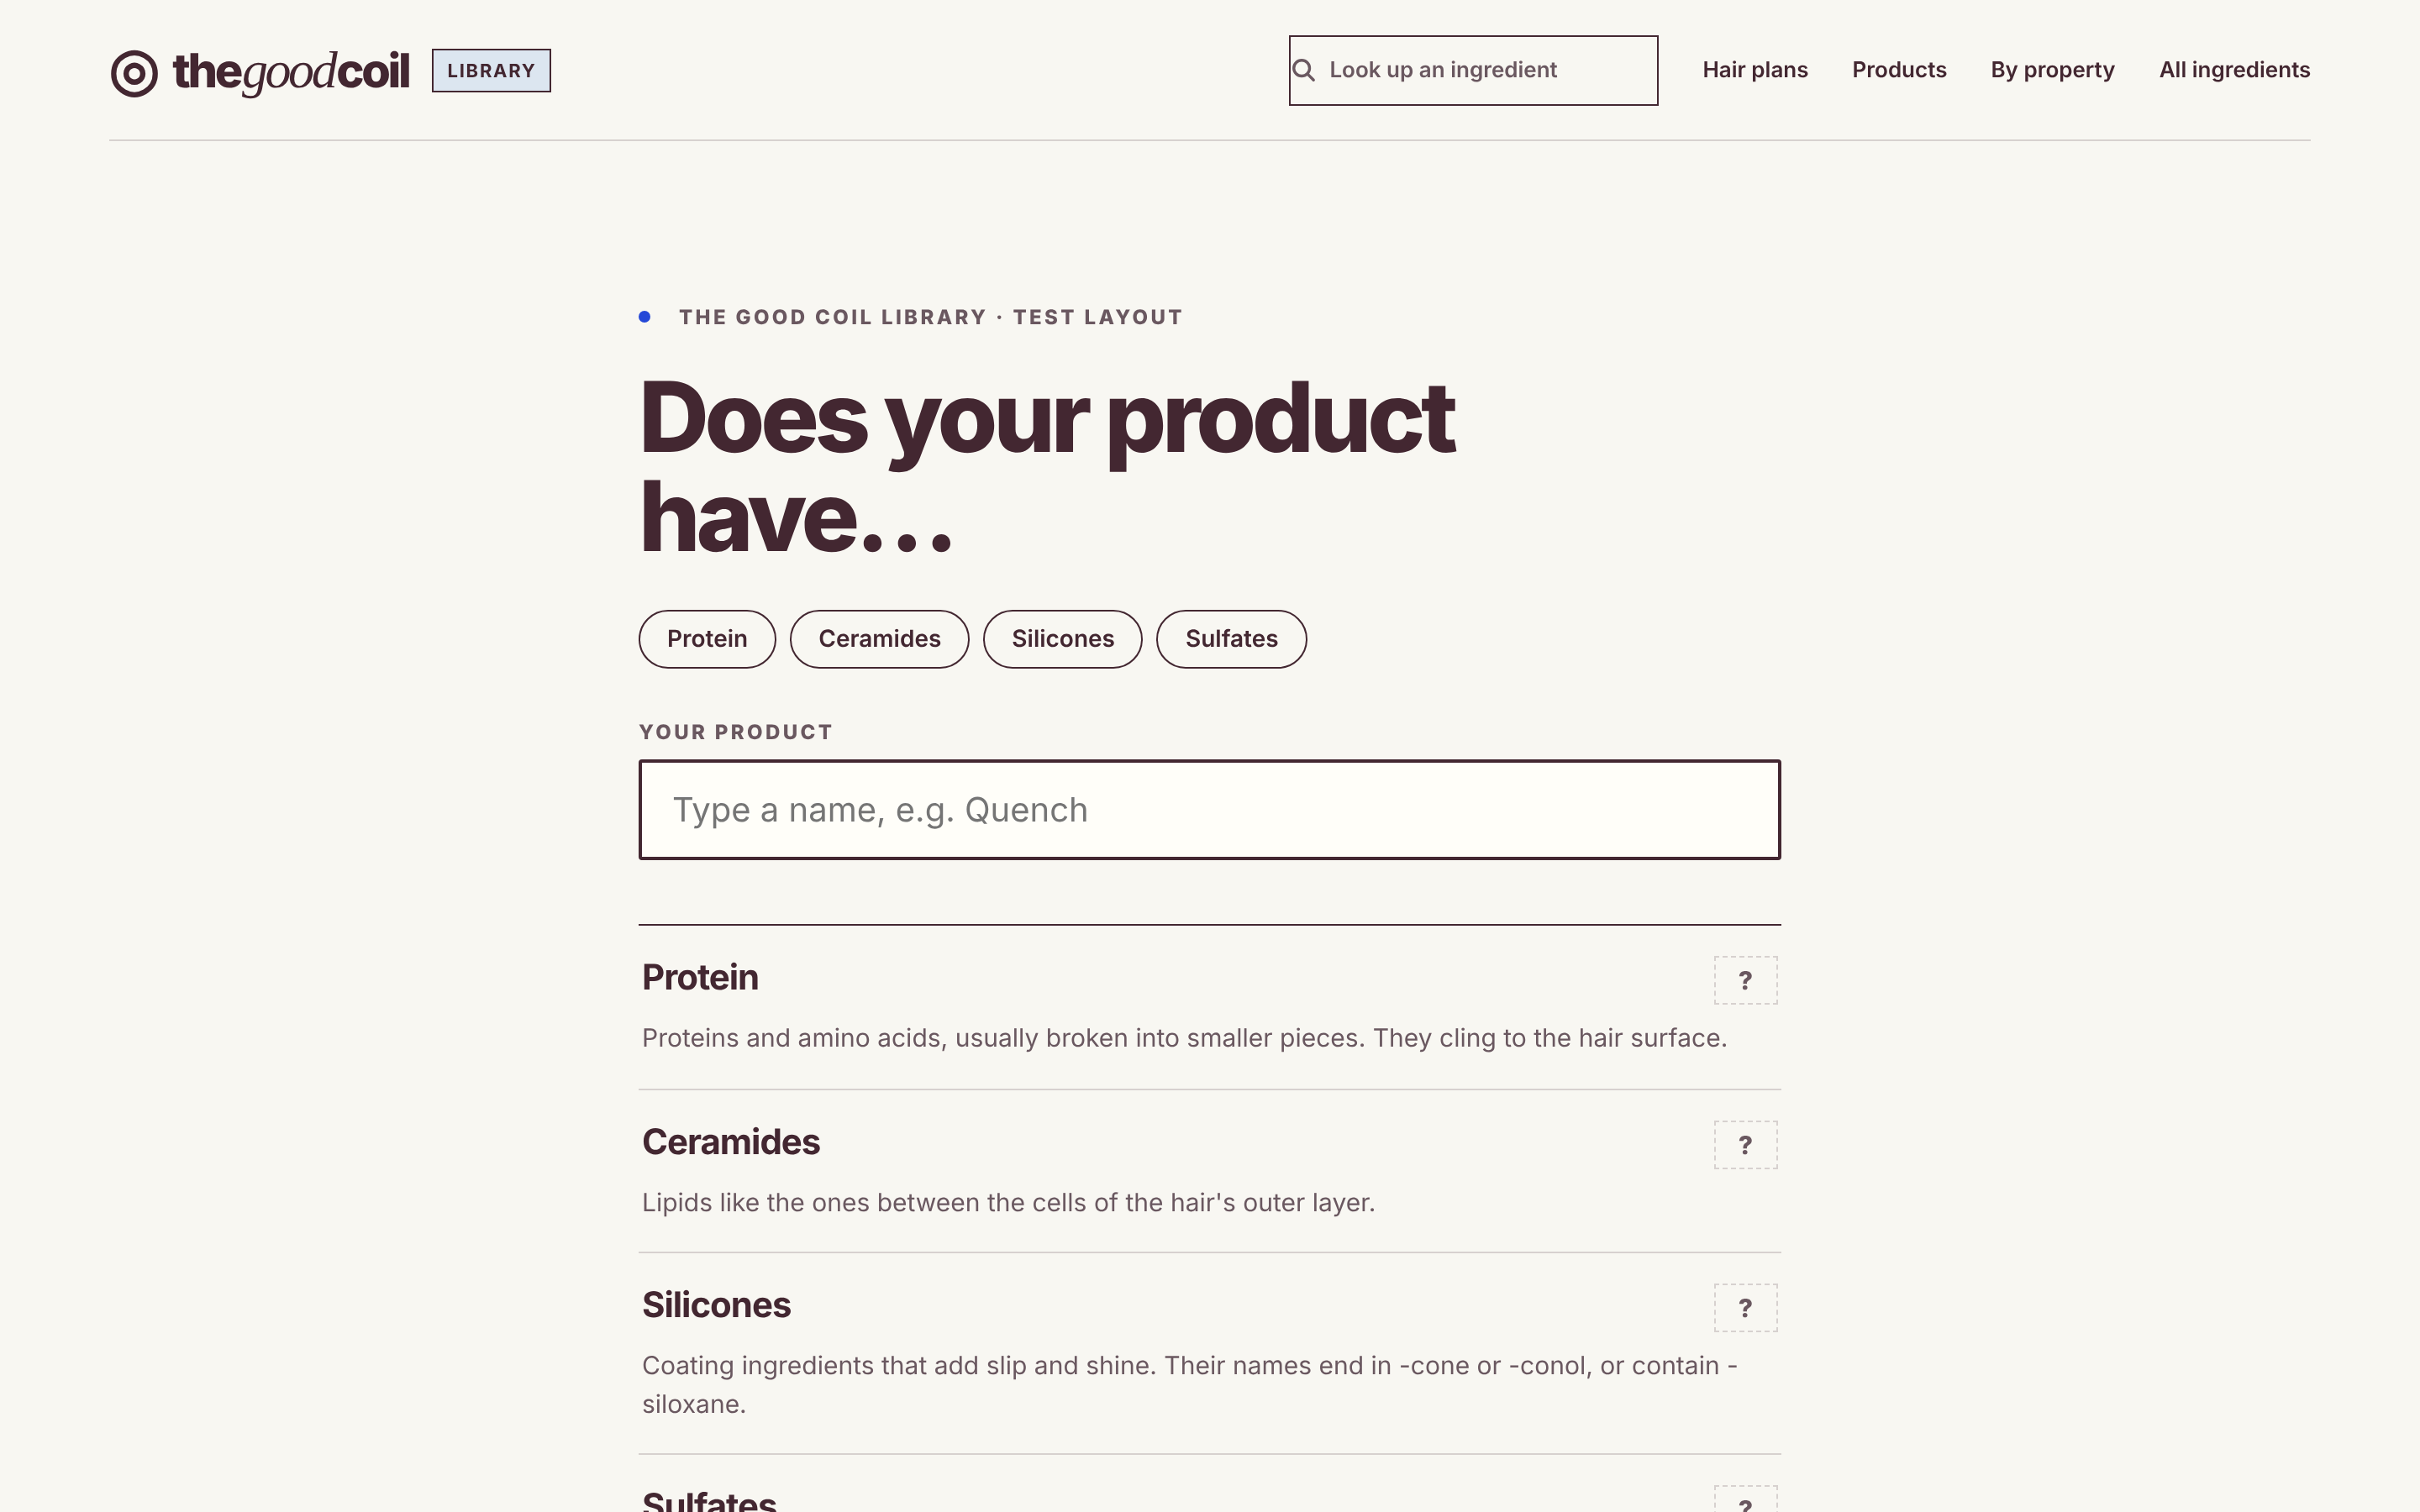 thegoodcoil LIBRARY Look up an ingredient Hair plans Products By property All ingredients
THE GOOD COIL LIBRARY · TEST LAYOUT
Does your product
have…
Protein Ceramides Silicones Sulfates
YOUR PRODUCT
Type a name, e.g. Quench
Protein ?
Proteins and amino acids, usually broken into smaller pieces. They cling to the hair surface.
Ceramides ?
Lipids like the ones between the cells of the hair's outer layer.
Silicones ?
Coating ingredients that add slip and shine. Their names end in -cone or -conol, or contain -
siloxane.
Sulfates ?